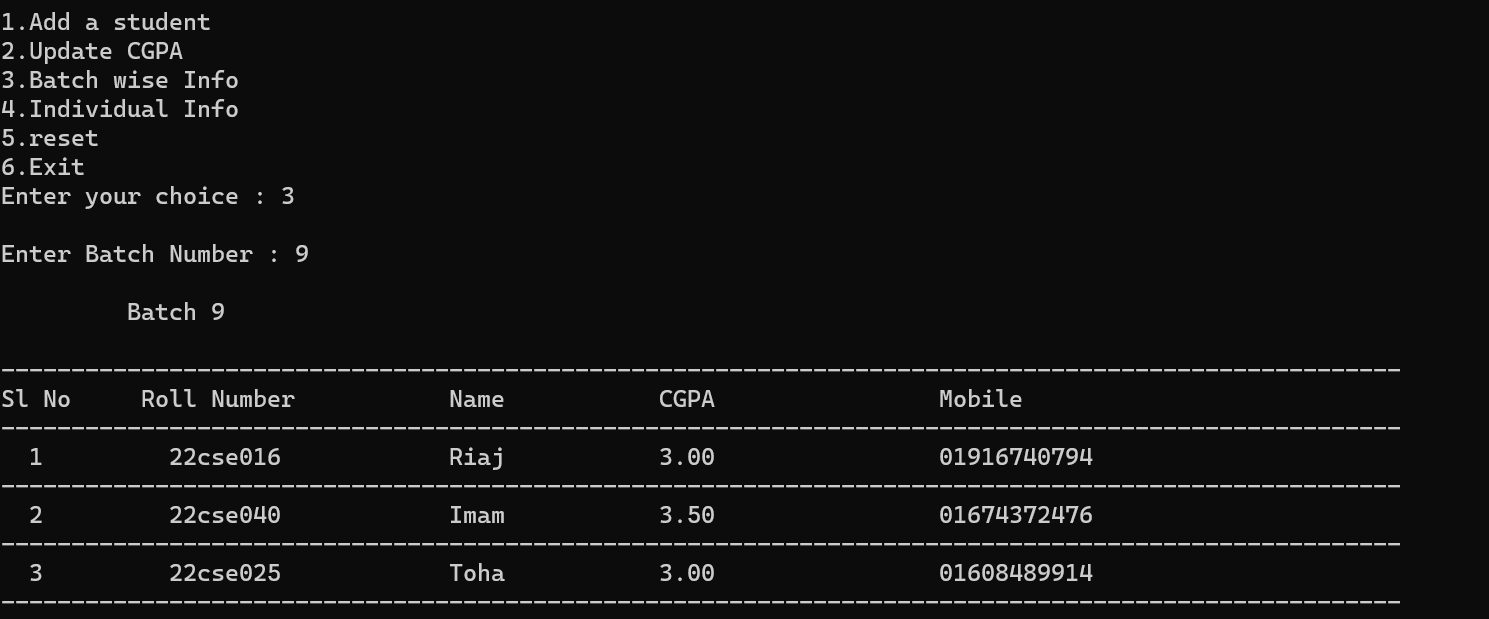 1.Add a student
2.Update CGPA
3.Batch wise Info
4.Individual Info
5.reset
6.Exit
Enter your choice : 3
Enter Batch Number : 9
Batch 9
----------------------------------------------------------------------------------------------------
Sl No     Roll Number           Name           CGPA                Mobile
----------------------------------------------------------------------------------------------------
  1         22cse016            Riaj           3.00                01916740794
----------------------------------------------------------------------------------------------------
  2         22cse040            Imam           3.50                01674372476
----------------------------------------------------------------------------------------------------
  3         22cse025            Toha           3.00                01608489914
----------------------------------------------------------------------------------------------------